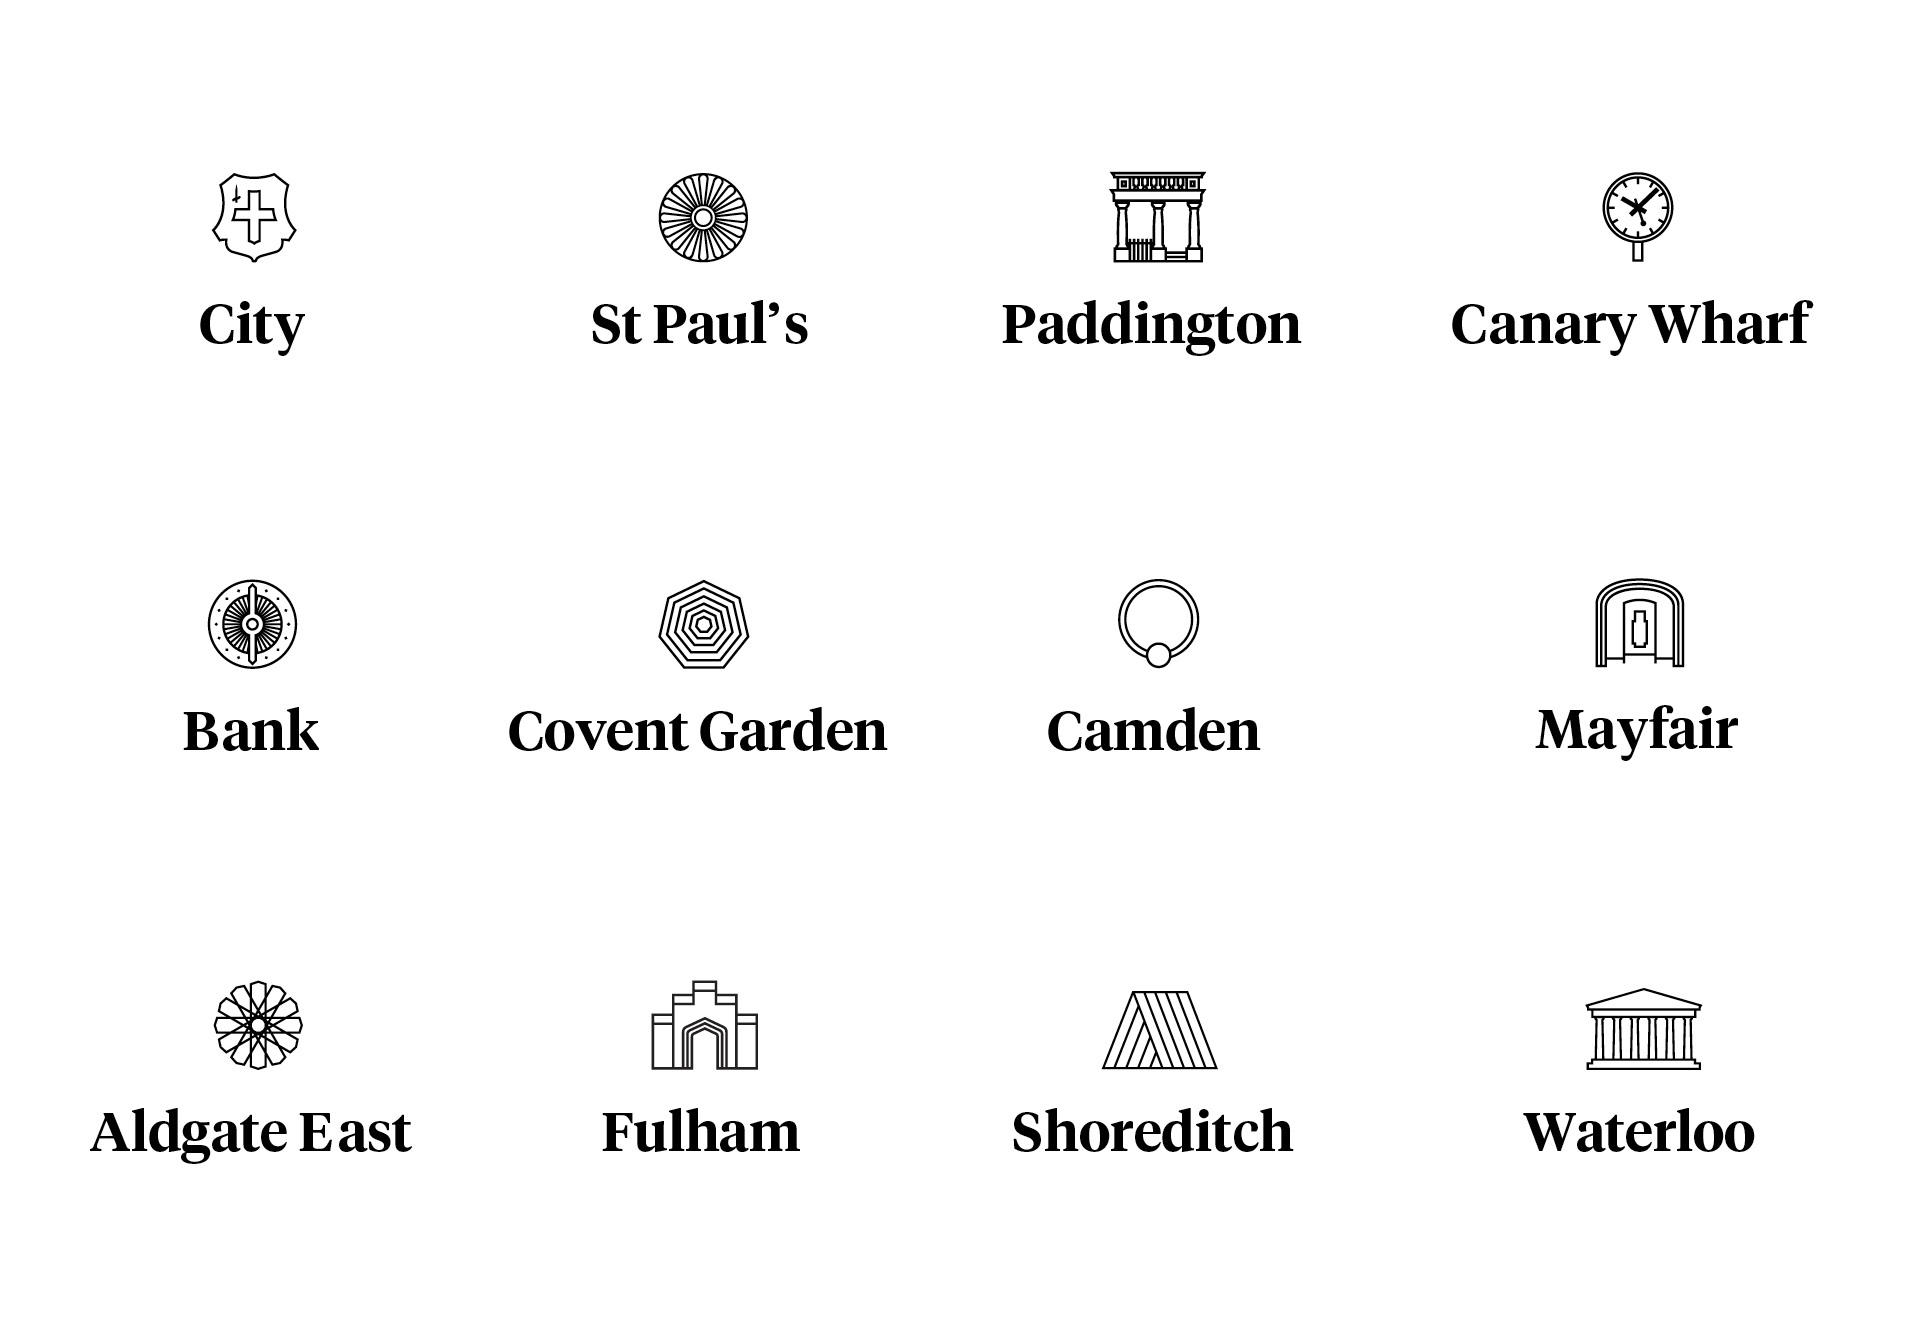 City
St Paul’s
Paddington
Canary Wharf
Bank
Covent Garden
Camden
Mayfair
Aldgate East
Fulham
Shoreditch
Waterloo